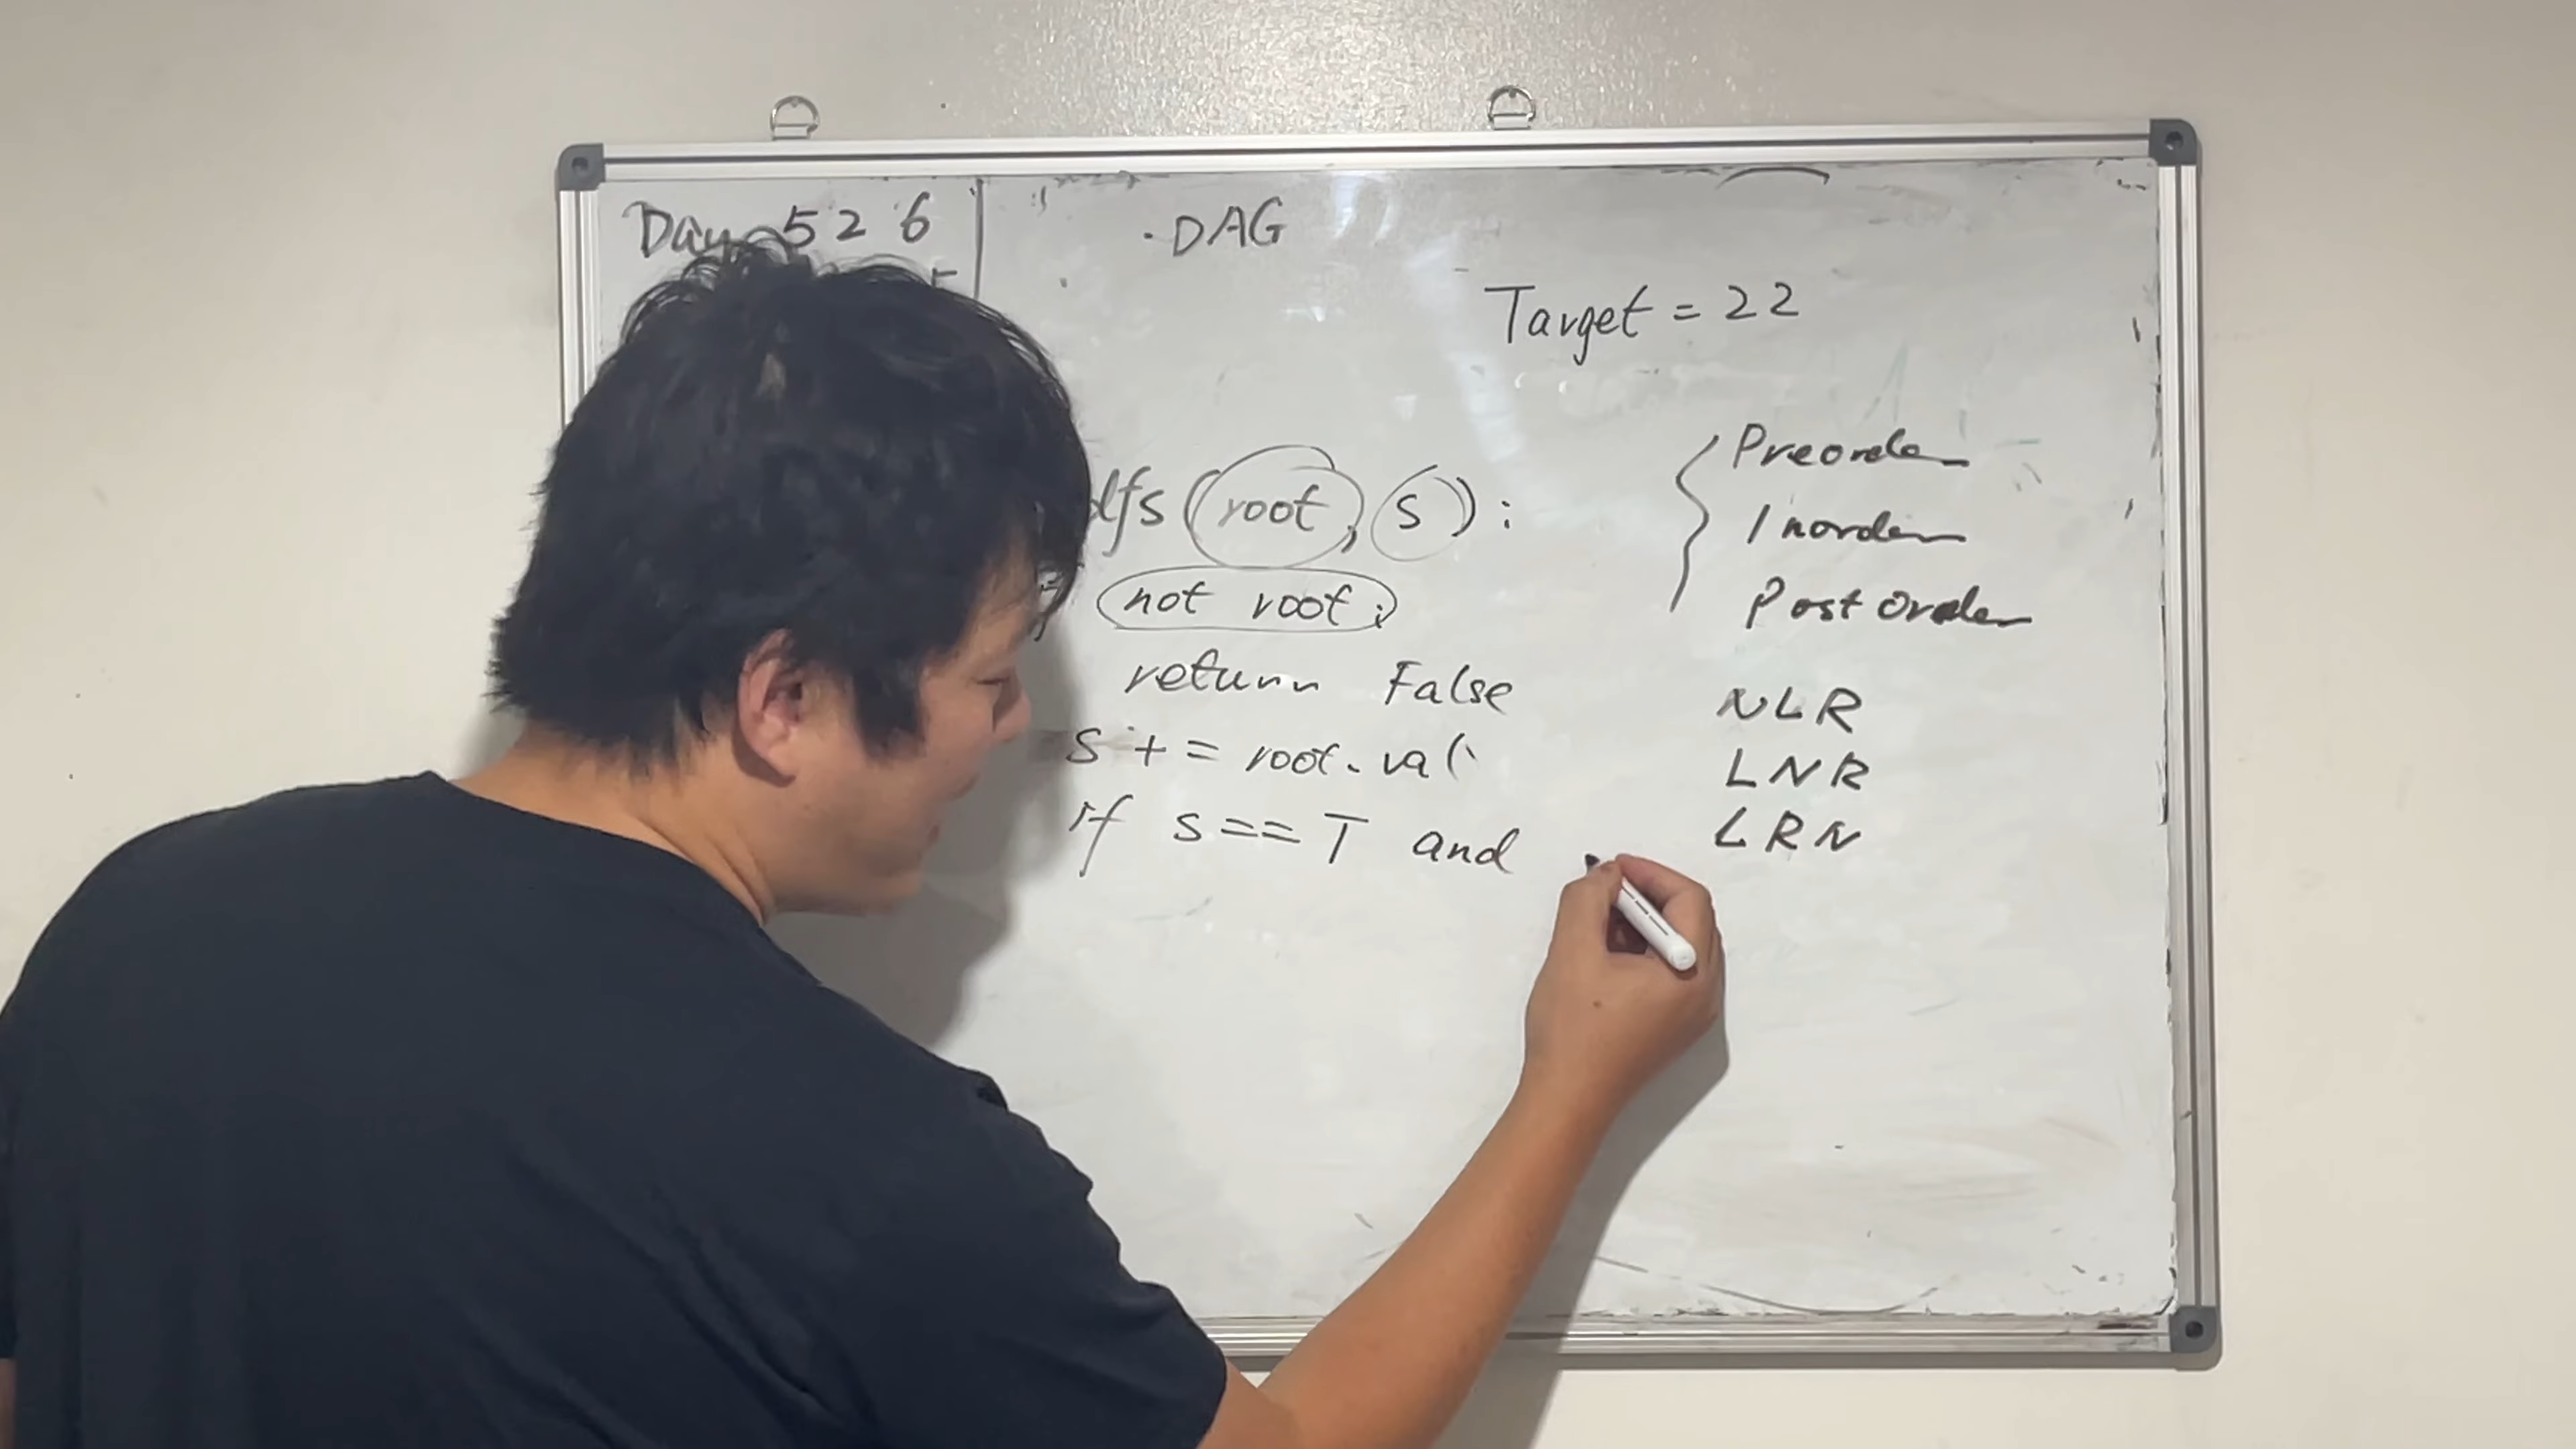 Day 526
· DAG
Target = 22
dfs (root, s) :
if not root:
return False
s += root.val
if s == T and
Preorder
Inorder
Postorder
NLR
LNR
LRN